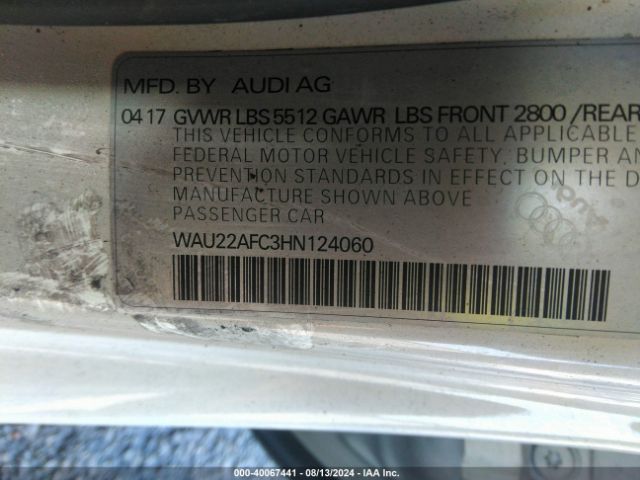 MFD. BY AUDI AG
04 17 GVWR LBS 5512 GAWR LBS FRONT 2800 /REAR
THIS VEHICLE CONFORMS TO ALL APPLICABLE
FEDERAL MOTOR VEHICLE SAFETY, BUMPER AN
PREVENTION STANDARDS IN EFFECT ON THE D
MANUFACTURE SHOWN ABOVE
PASSENGER CAR
WAU22AFC3HN124060
000-40067441 - 08/13/2024 - IAA Inc.